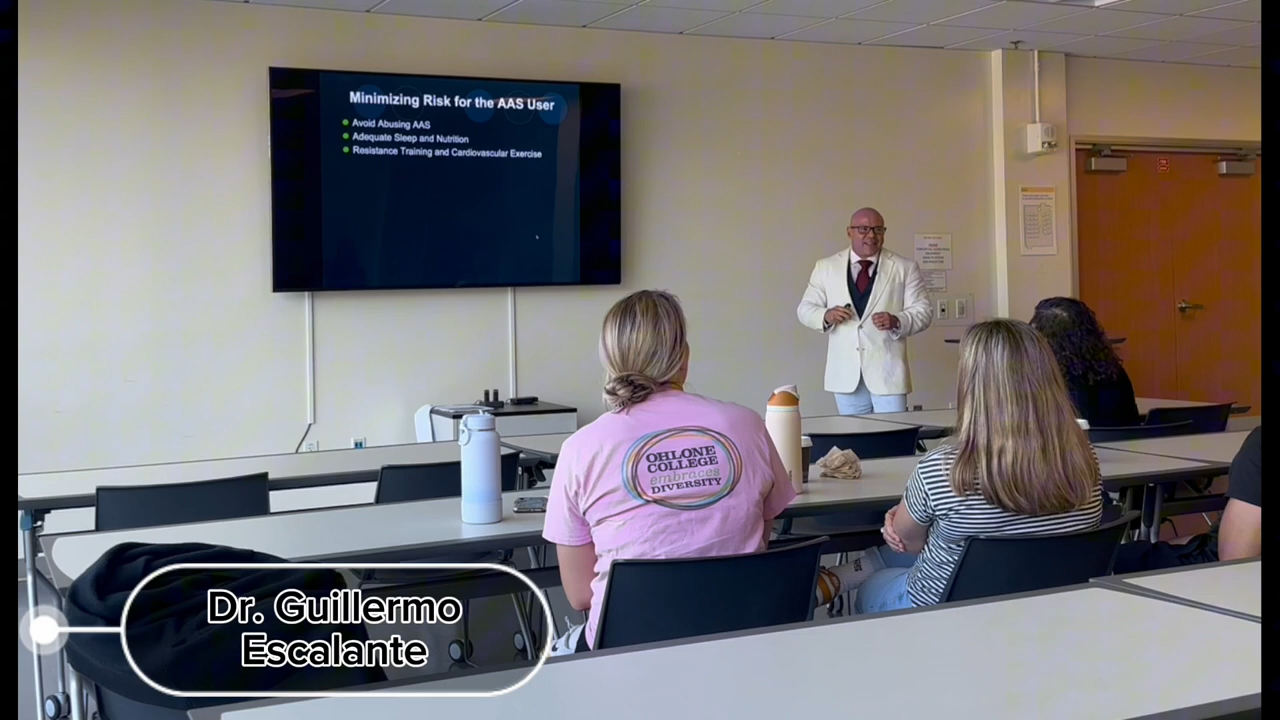 Minimizing Risk for the AAS User
Avoid Abusing AAS
Adequate Sleep and Nutrition
Resistance Training and Cardiovascular Exercise
OHLONE
COLLEGE
embraces
DIVERSITY
Dr. Guillermo
Escalante